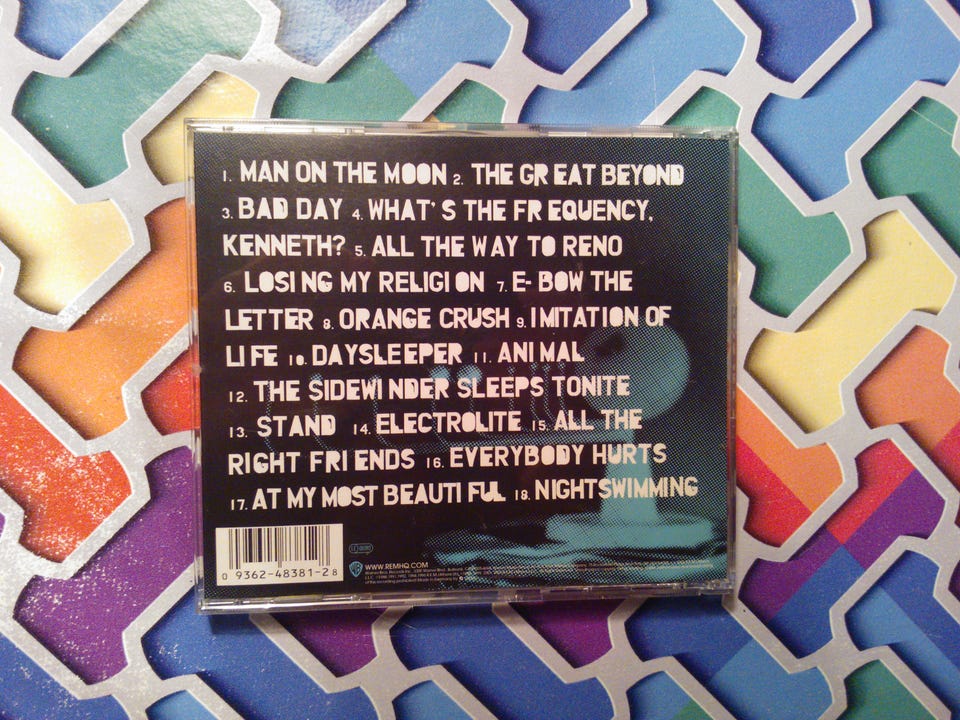 1. MAN ON THE MOON 2. THE GREAT BEYOND
3. BAD DAY 4. WHAT'S THE FREQUENCY,
KENNETH? 5. ALL THE WAY TO RENO
6. LOSING MY RELIGION 7. E-BOW THE
LETTER 8. ORANGE CRUSH 9. IMITATION OF
LIFE 10. DAYSLEEPER 11. ANIMAL
12. THE SIDEWINDER SLEEPS TONITE
13. STAND 14. ELECTROLITE 15. ALL THE
RIGHT FRIENDS 16. EVERYBODY HURTS
17. AT MY MOST BEAUTIFUL 18. NIGHTSWIMMING
0 9362-48381-2 8
WWW.REMHQ.COM